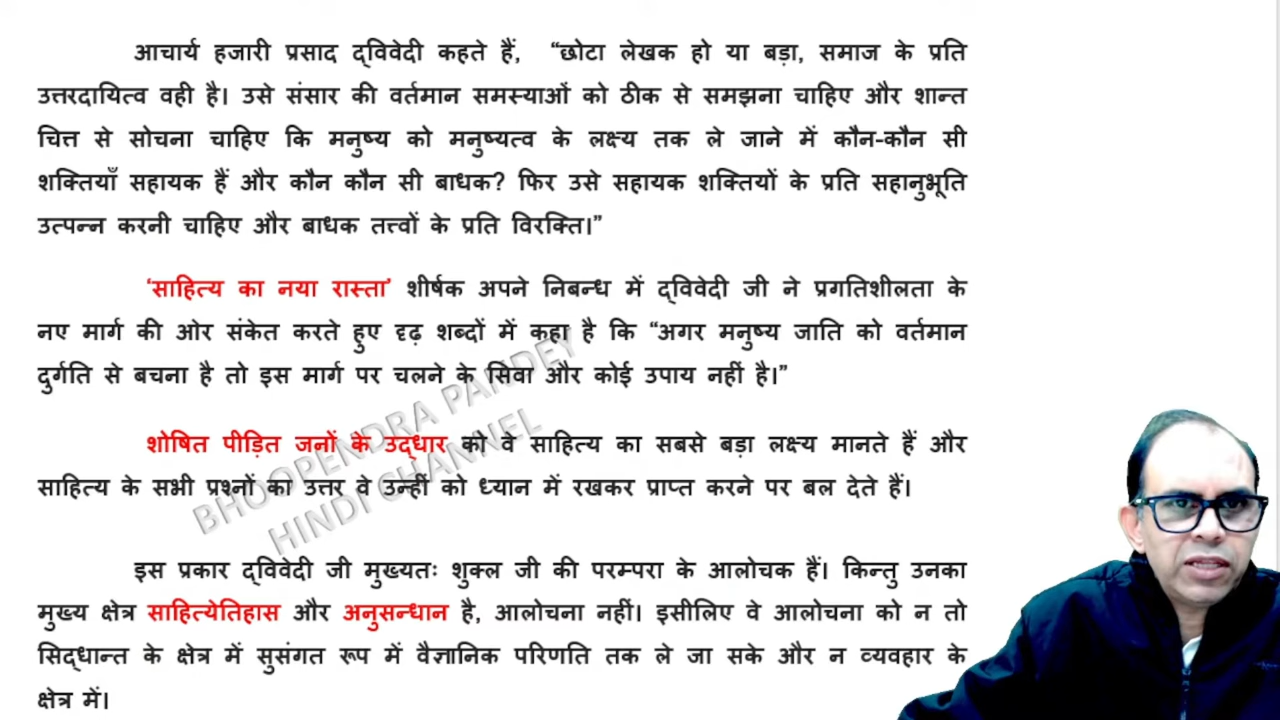 आचार्य हजारी प्रसाद द्विवेदी कहते हैं, “छोटा लेखक हो या बड़ा, समाज के प्रति
उत्तरदायित्व वही है। उसे संसार की वर्तमान समस्याओं को ठीक से समझना चाहिए और शान्त
चित्त से सोचना चाहिए कि मनुष्य को मनुष्यत्व के लक्ष्य तक ले जाने में कौन-कौन सी
शक्तियाँ सहायक हैं और कौन कौन सी बाधक? फिर उसे सहायक शक्तियों के प्रति सहानुभूति
उत्पन्न करनी चाहिए और बाधक तत्त्वों के प्रति विरक्ति।”
‘साहित्य का नया रास्ता’ शीर्षक अपने निबन्ध में द्विवेदी जी ने प्रगतिशीलता के
नए मार्ग की ओर संकेत करते हुए दृढ़ शब्दों में कहा है कि “अगर मनुष्य जाति को वर्तमान
दुर्गति से बचना है तो इस मार्ग पर चलने के सिवा और कोई उपाय नहीं है।”
शोषित पीड़ित जनों के उद्धार को वे साहित्य का सबसे बड़ा लक्ष्य मानते हैं और
साहित्य के सभी प्रश्नों का उत्तर वे उन्हीं को ध्यान में रखकर प्राप्त करने पर बल देते हैं।
इस प्रकार द्विवेदी जी मुख्यतः शुक्ल जी की परम्परा के आलोचक हैं। किन्तु उनका
मुख्य क्षेत्र साहित्येतिहास और अनुसन्धान है, आलोचना नहीं। इसीलिए वे आलोचना को न तो
सिद्धान्त के क्षेत्र में सुसंगत रूप में वैज्ञानिक परिणति तक ले जा सके और न व्यवहार के
क्षेत्र में।
BHOOPENDRA PANDEY
HINDI CHANNEL